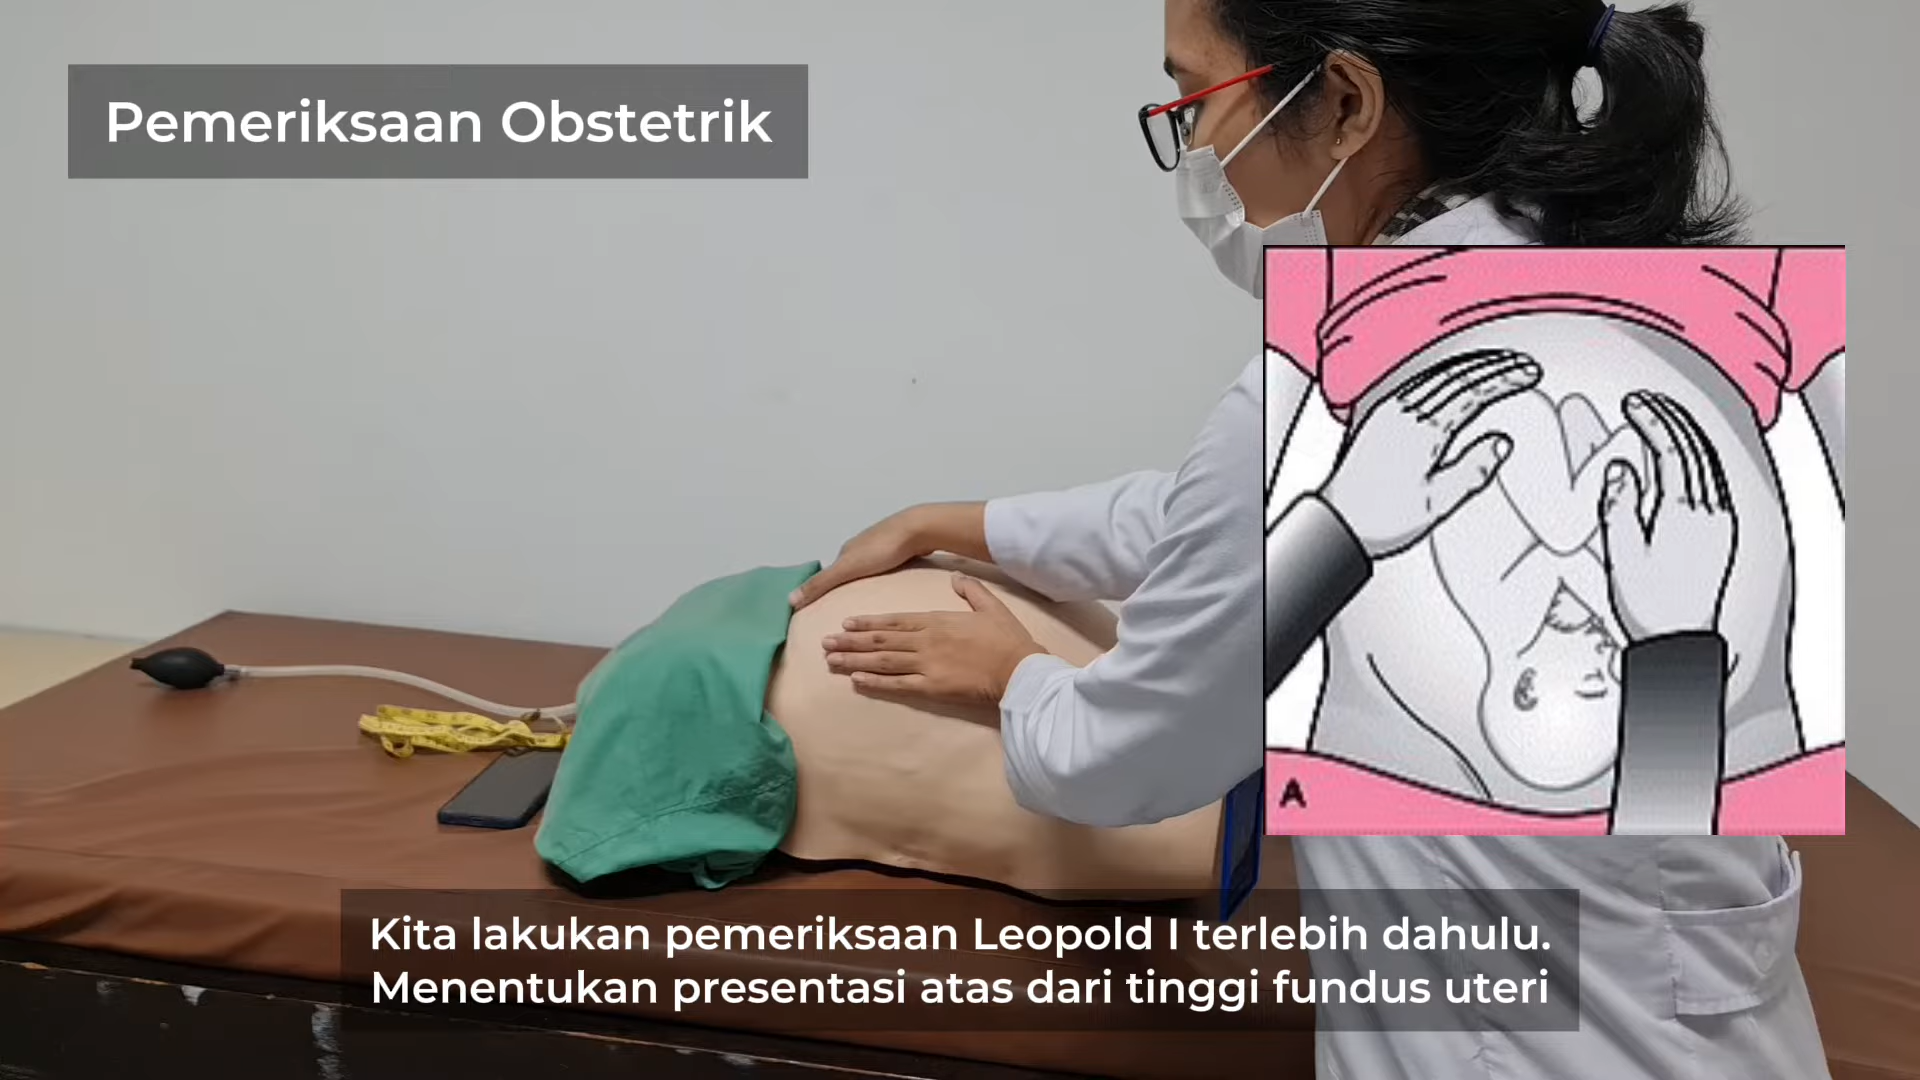 Pemeriksaan Obstetrik
A
Kita lakukan pemeriksaan Leopold I terlebih dahulu.
Menentukan presentasi atas dari tinggi fundus uteri